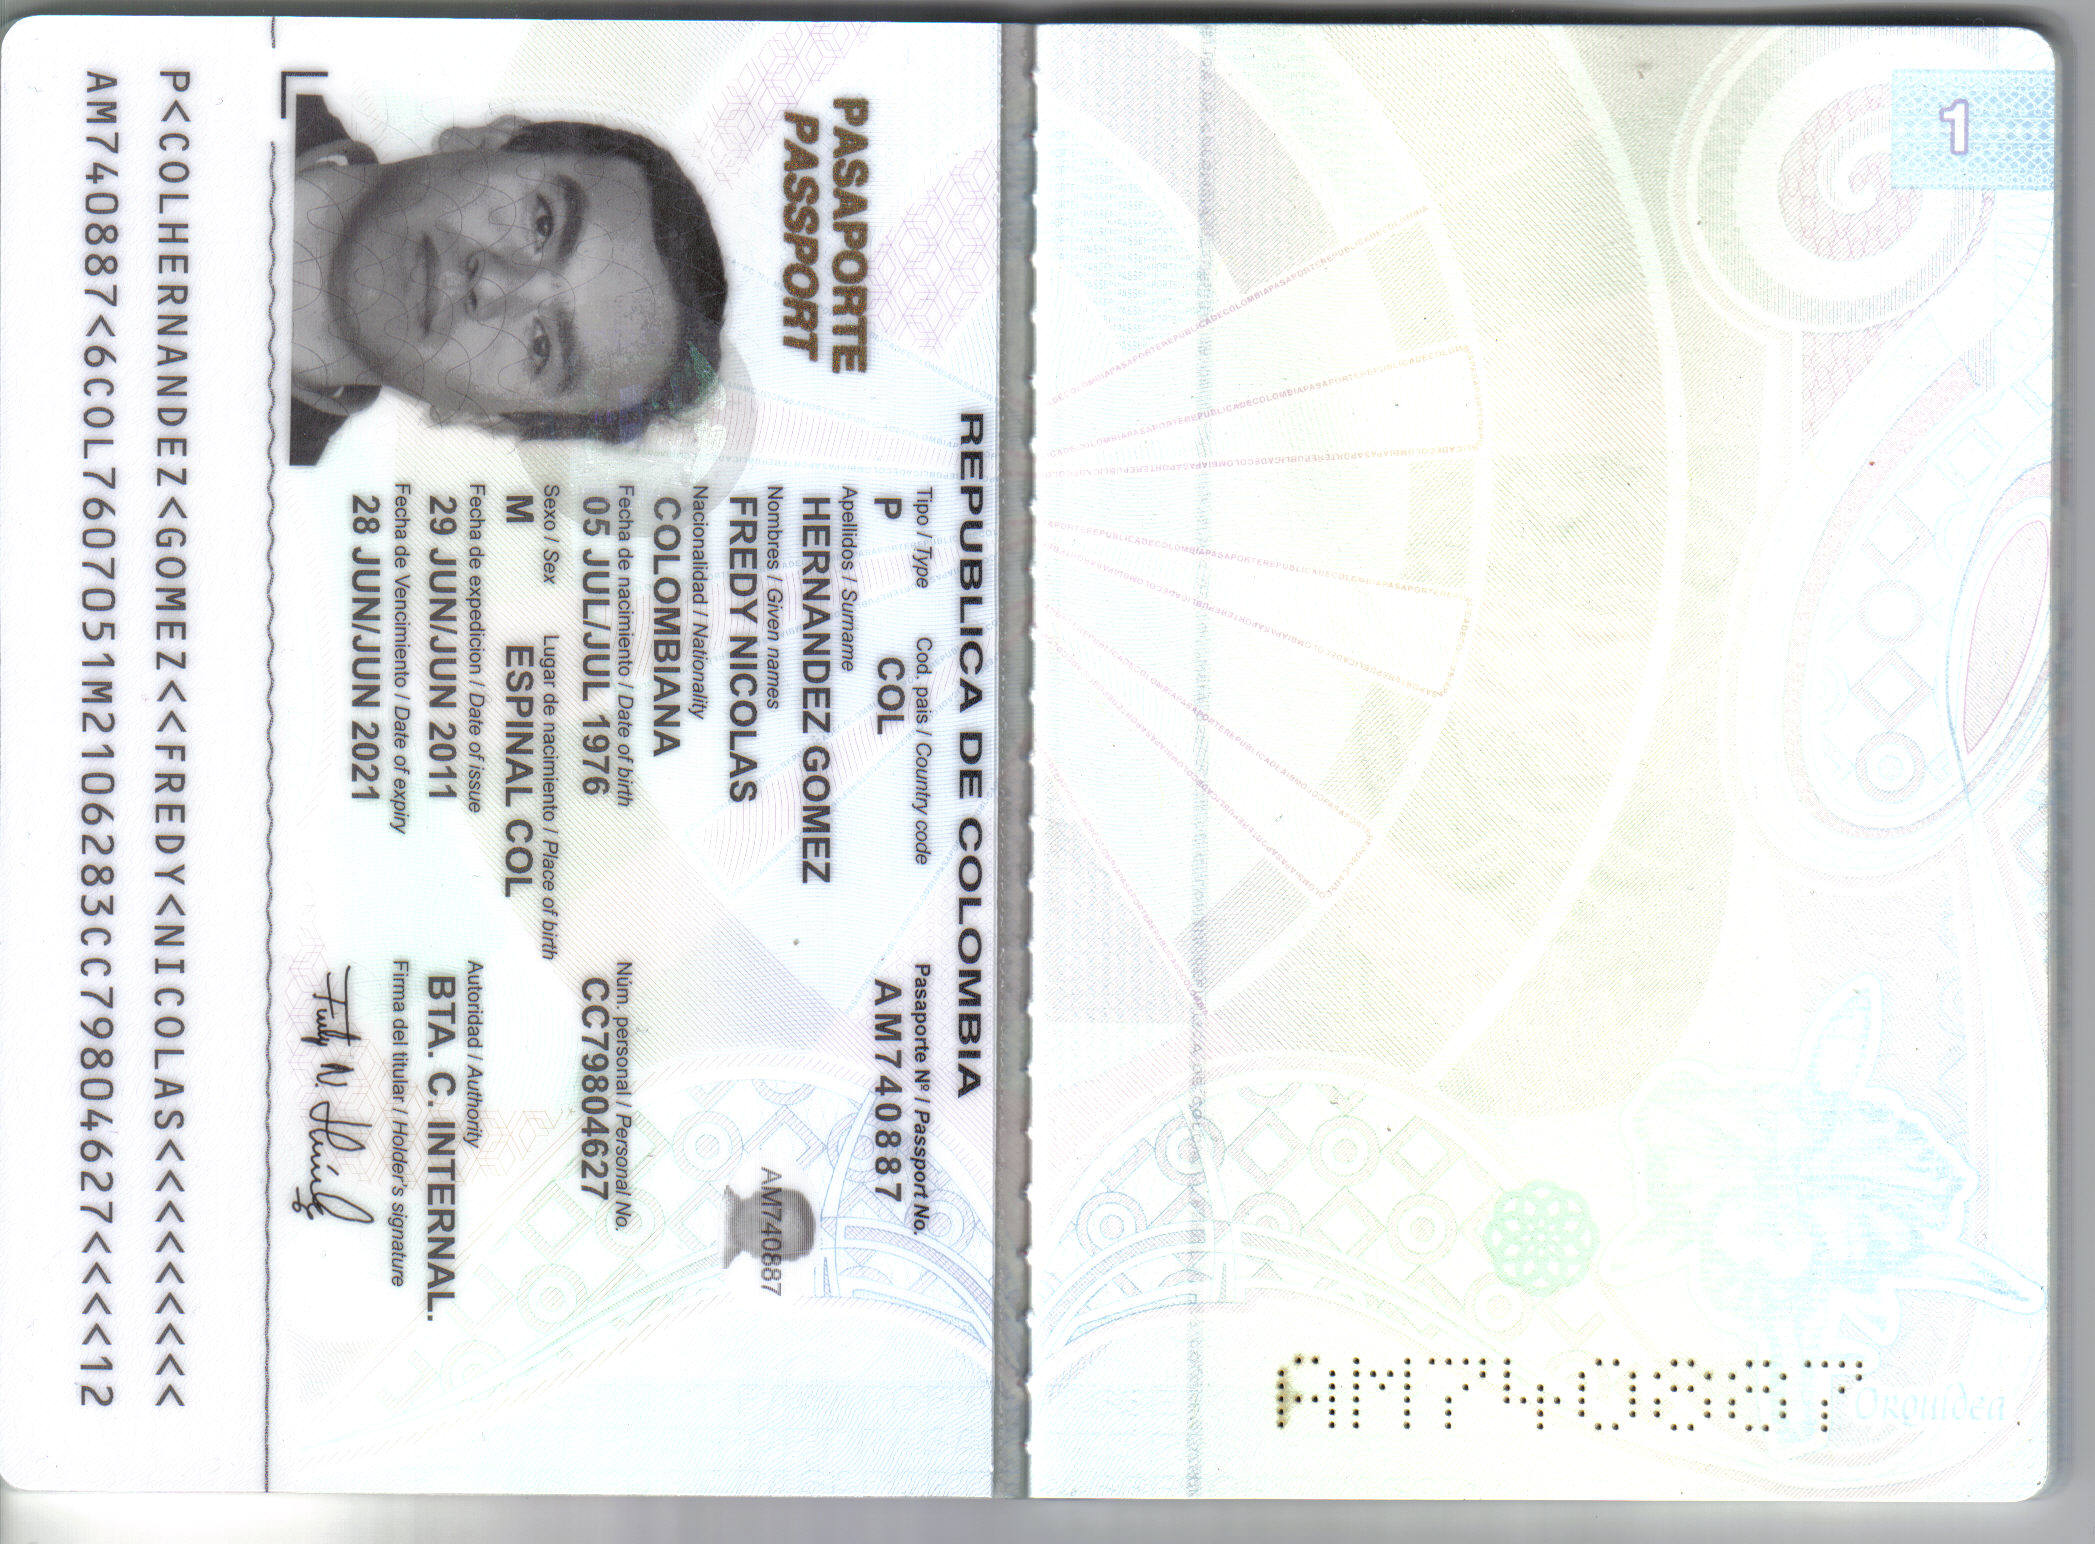 REPUBLICA DE COLOMBIA
PASAPORTE
PASSPORT
Tipo / Type
Cod. pais / Country code
Pasaporte Nº / Passport No.
P
COL
AM740887
Apellidos / Surname
HERNANDEZ GOMEZ
Nombres / Given names
FREDY NICOLAS
AM740887
Nacionalidad / Nationality
COLOMBIANA
Fecha de nacimiento / Date of birth
Núm. personal / Personal No.
05 JUL/JUL 1976
CC79804627
Sexo / Sex
Lugar de nacimiento / Place of birth
M
ESPINAL COL
Fecha de expedicion / Date of issue
Autoridad / Authority
29 JUN/JUN 2011
BTA. C. INTERNAL.
Fecha de Vencimiento / Date of expiry
Firma del titular / Holder's signature
28 JUN/JUN 2021
P<COLHERNANDEZ<GOMEZ<<FREDY<NICOLAS<<<<<<<<<
AM740887<6COL7607051M2106283CC79804627<<<<12
1
AM740887
Orquídea